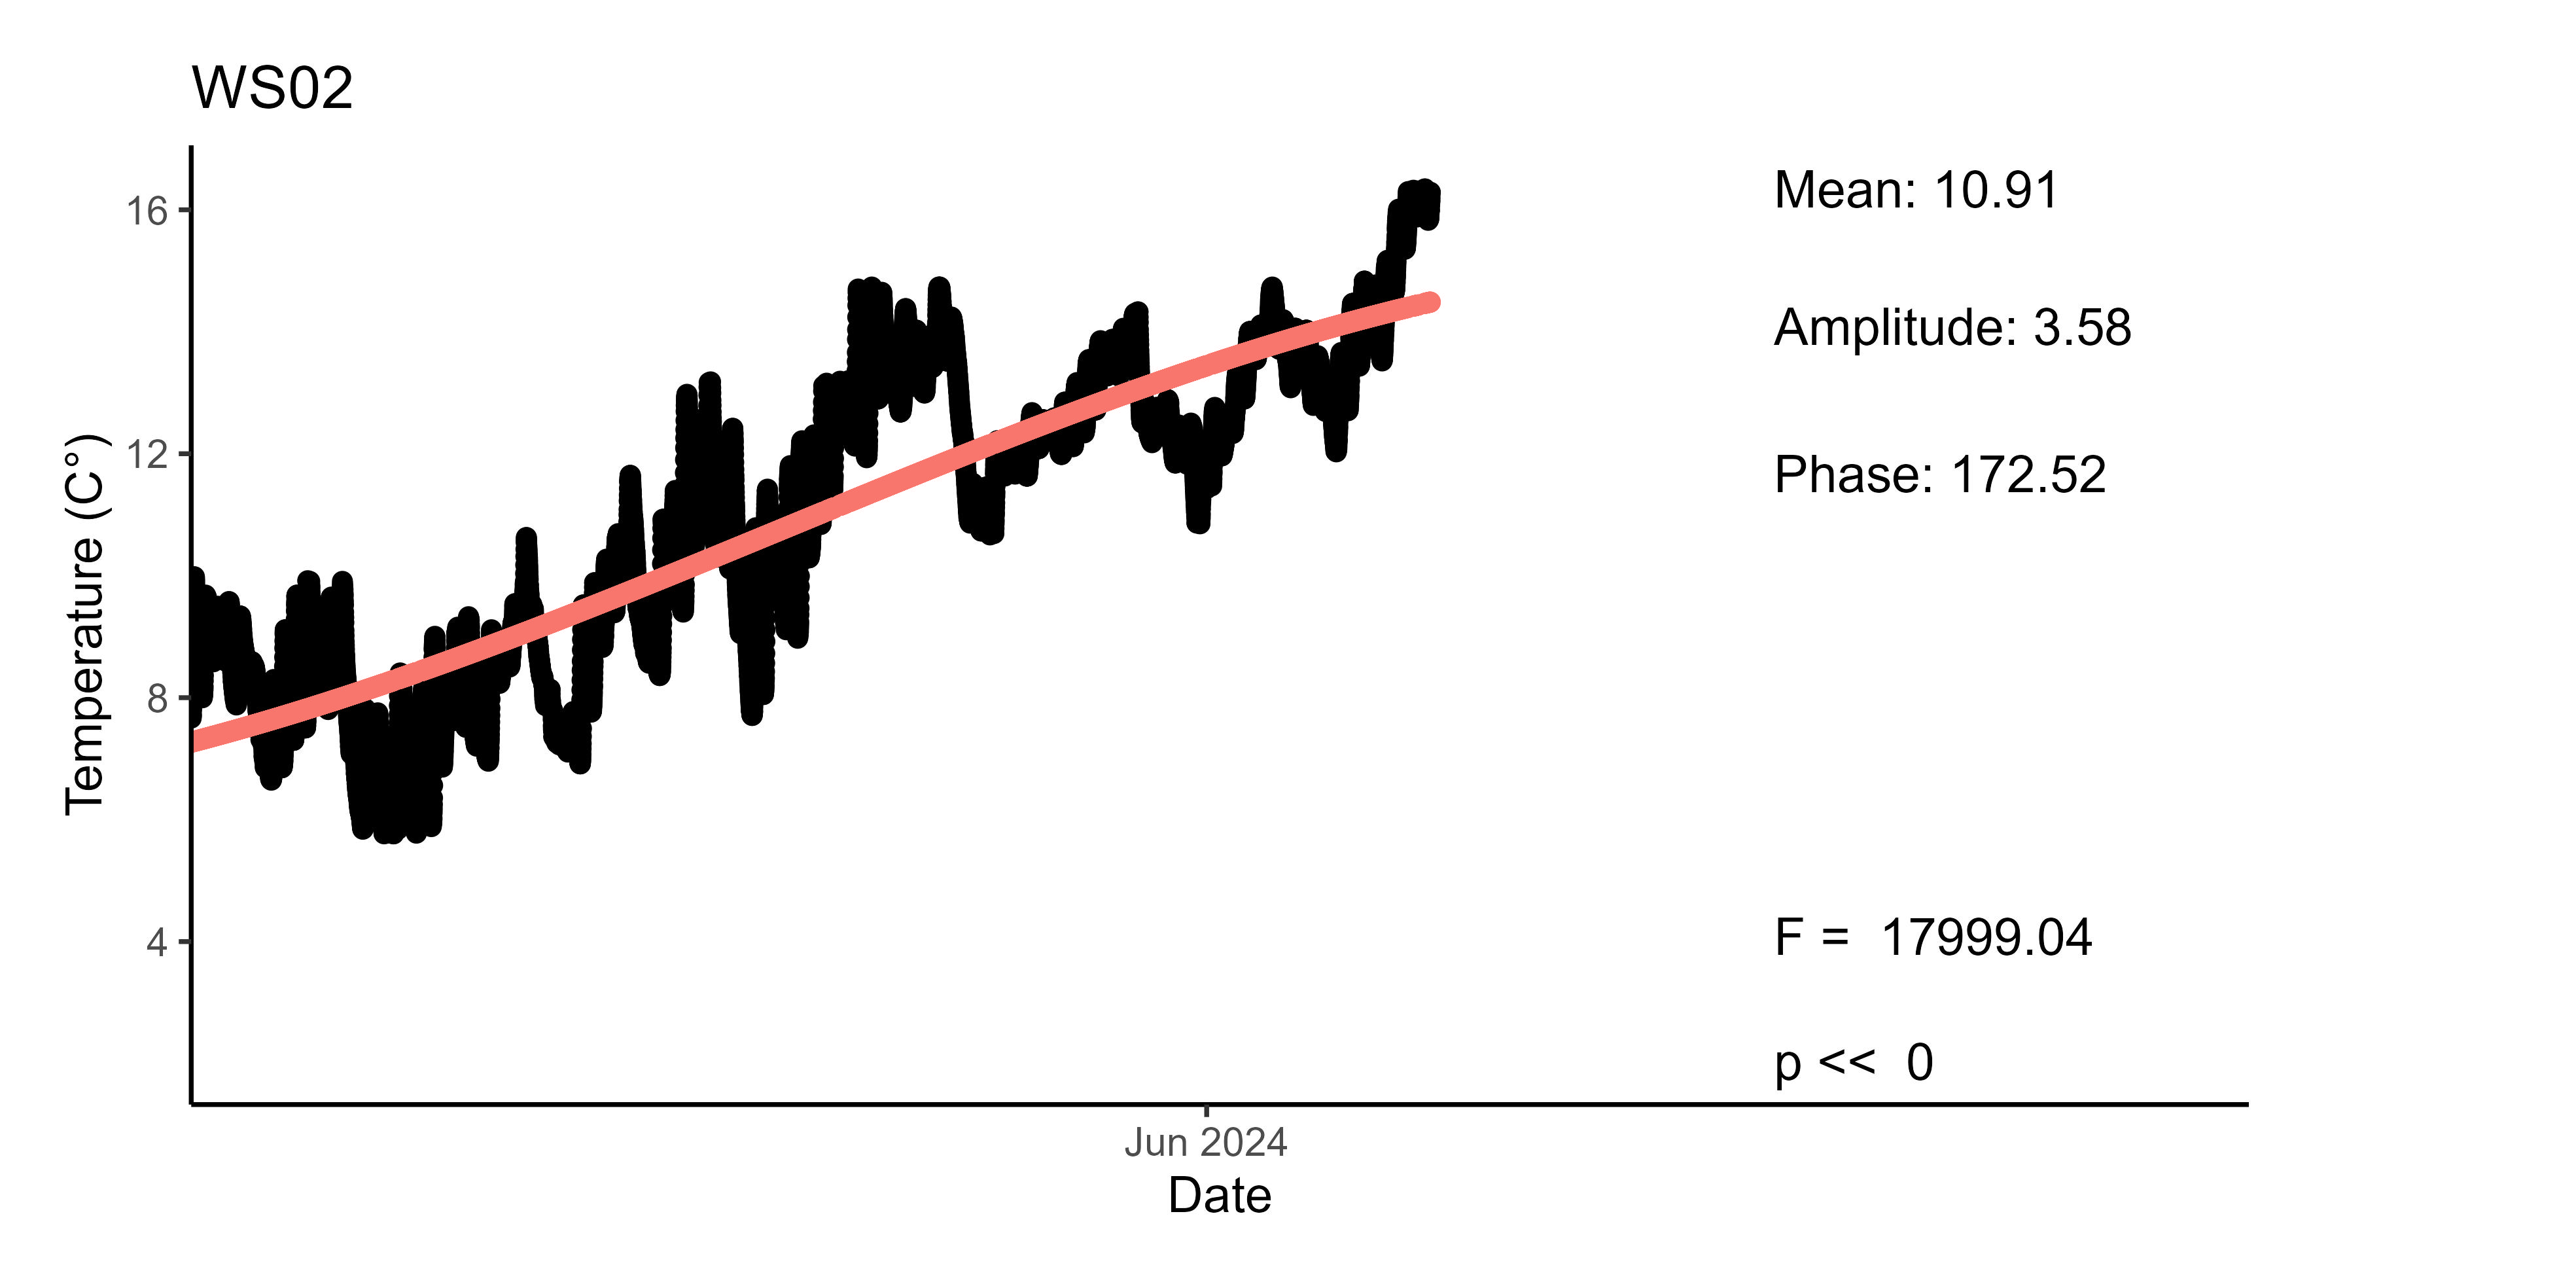 WS02
Mean: 10.91
Amplitude: 3.58
Phase: 172.52
F =  17999.04
p <<  0
Temperature (C°)
16
12
8
4
Jun 2024
Date